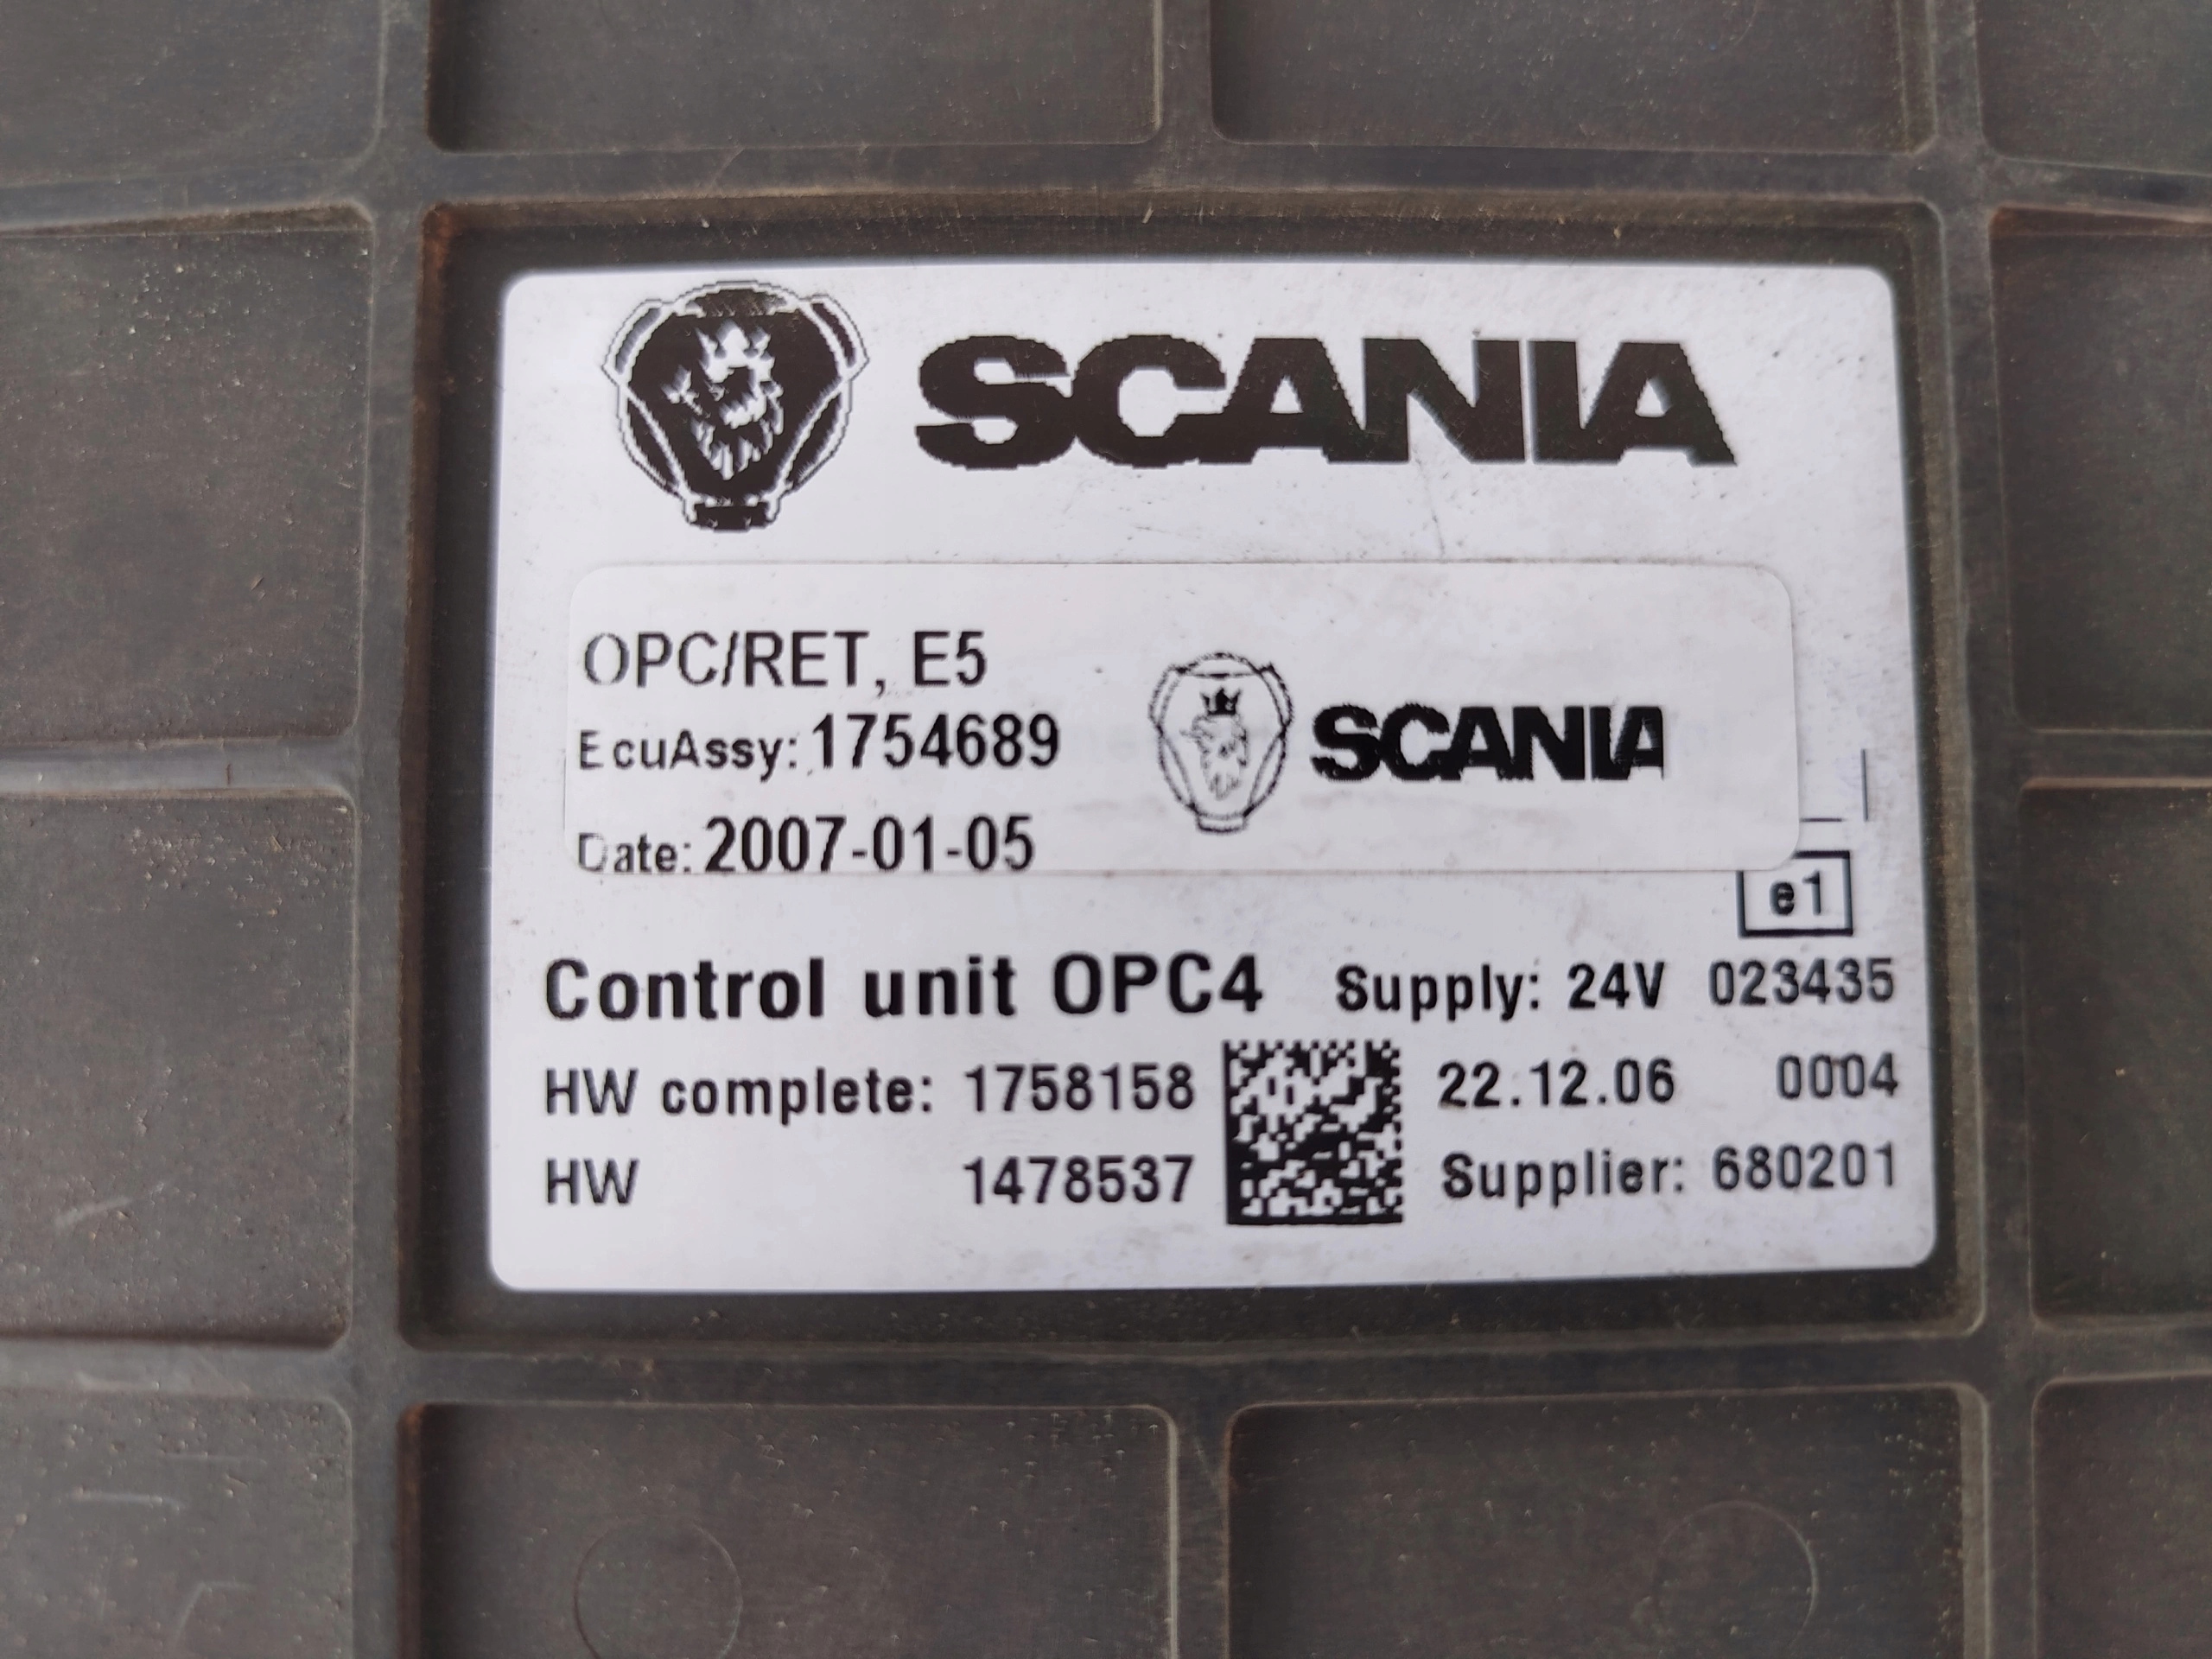 SCANIA
OPC/RET, E5
EcuAssy: 1754689
SCANIA
Date: 2007-01-05
e1
Control unit OPC4 Supply: 24V 023435
HW complete: 1758158 22.12.06 0004
HW 1478537 Supplier: 680201